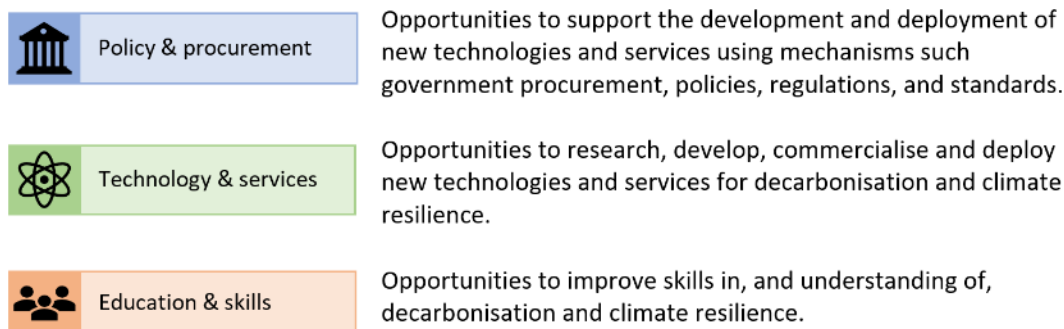 Policy & procurement
Opportunities to support the development and deployment of
new technologies and services using mechanisms such
government procurement, policies, regulations, and standards.
Technology & services
Opportunities to research, develop, commercialise and deploy
new technologies and services for decarbonisation and climate
resilience.
Education & skills
Opportunities to improve skills in, and understanding of,
decarbonisation and climate resilience.